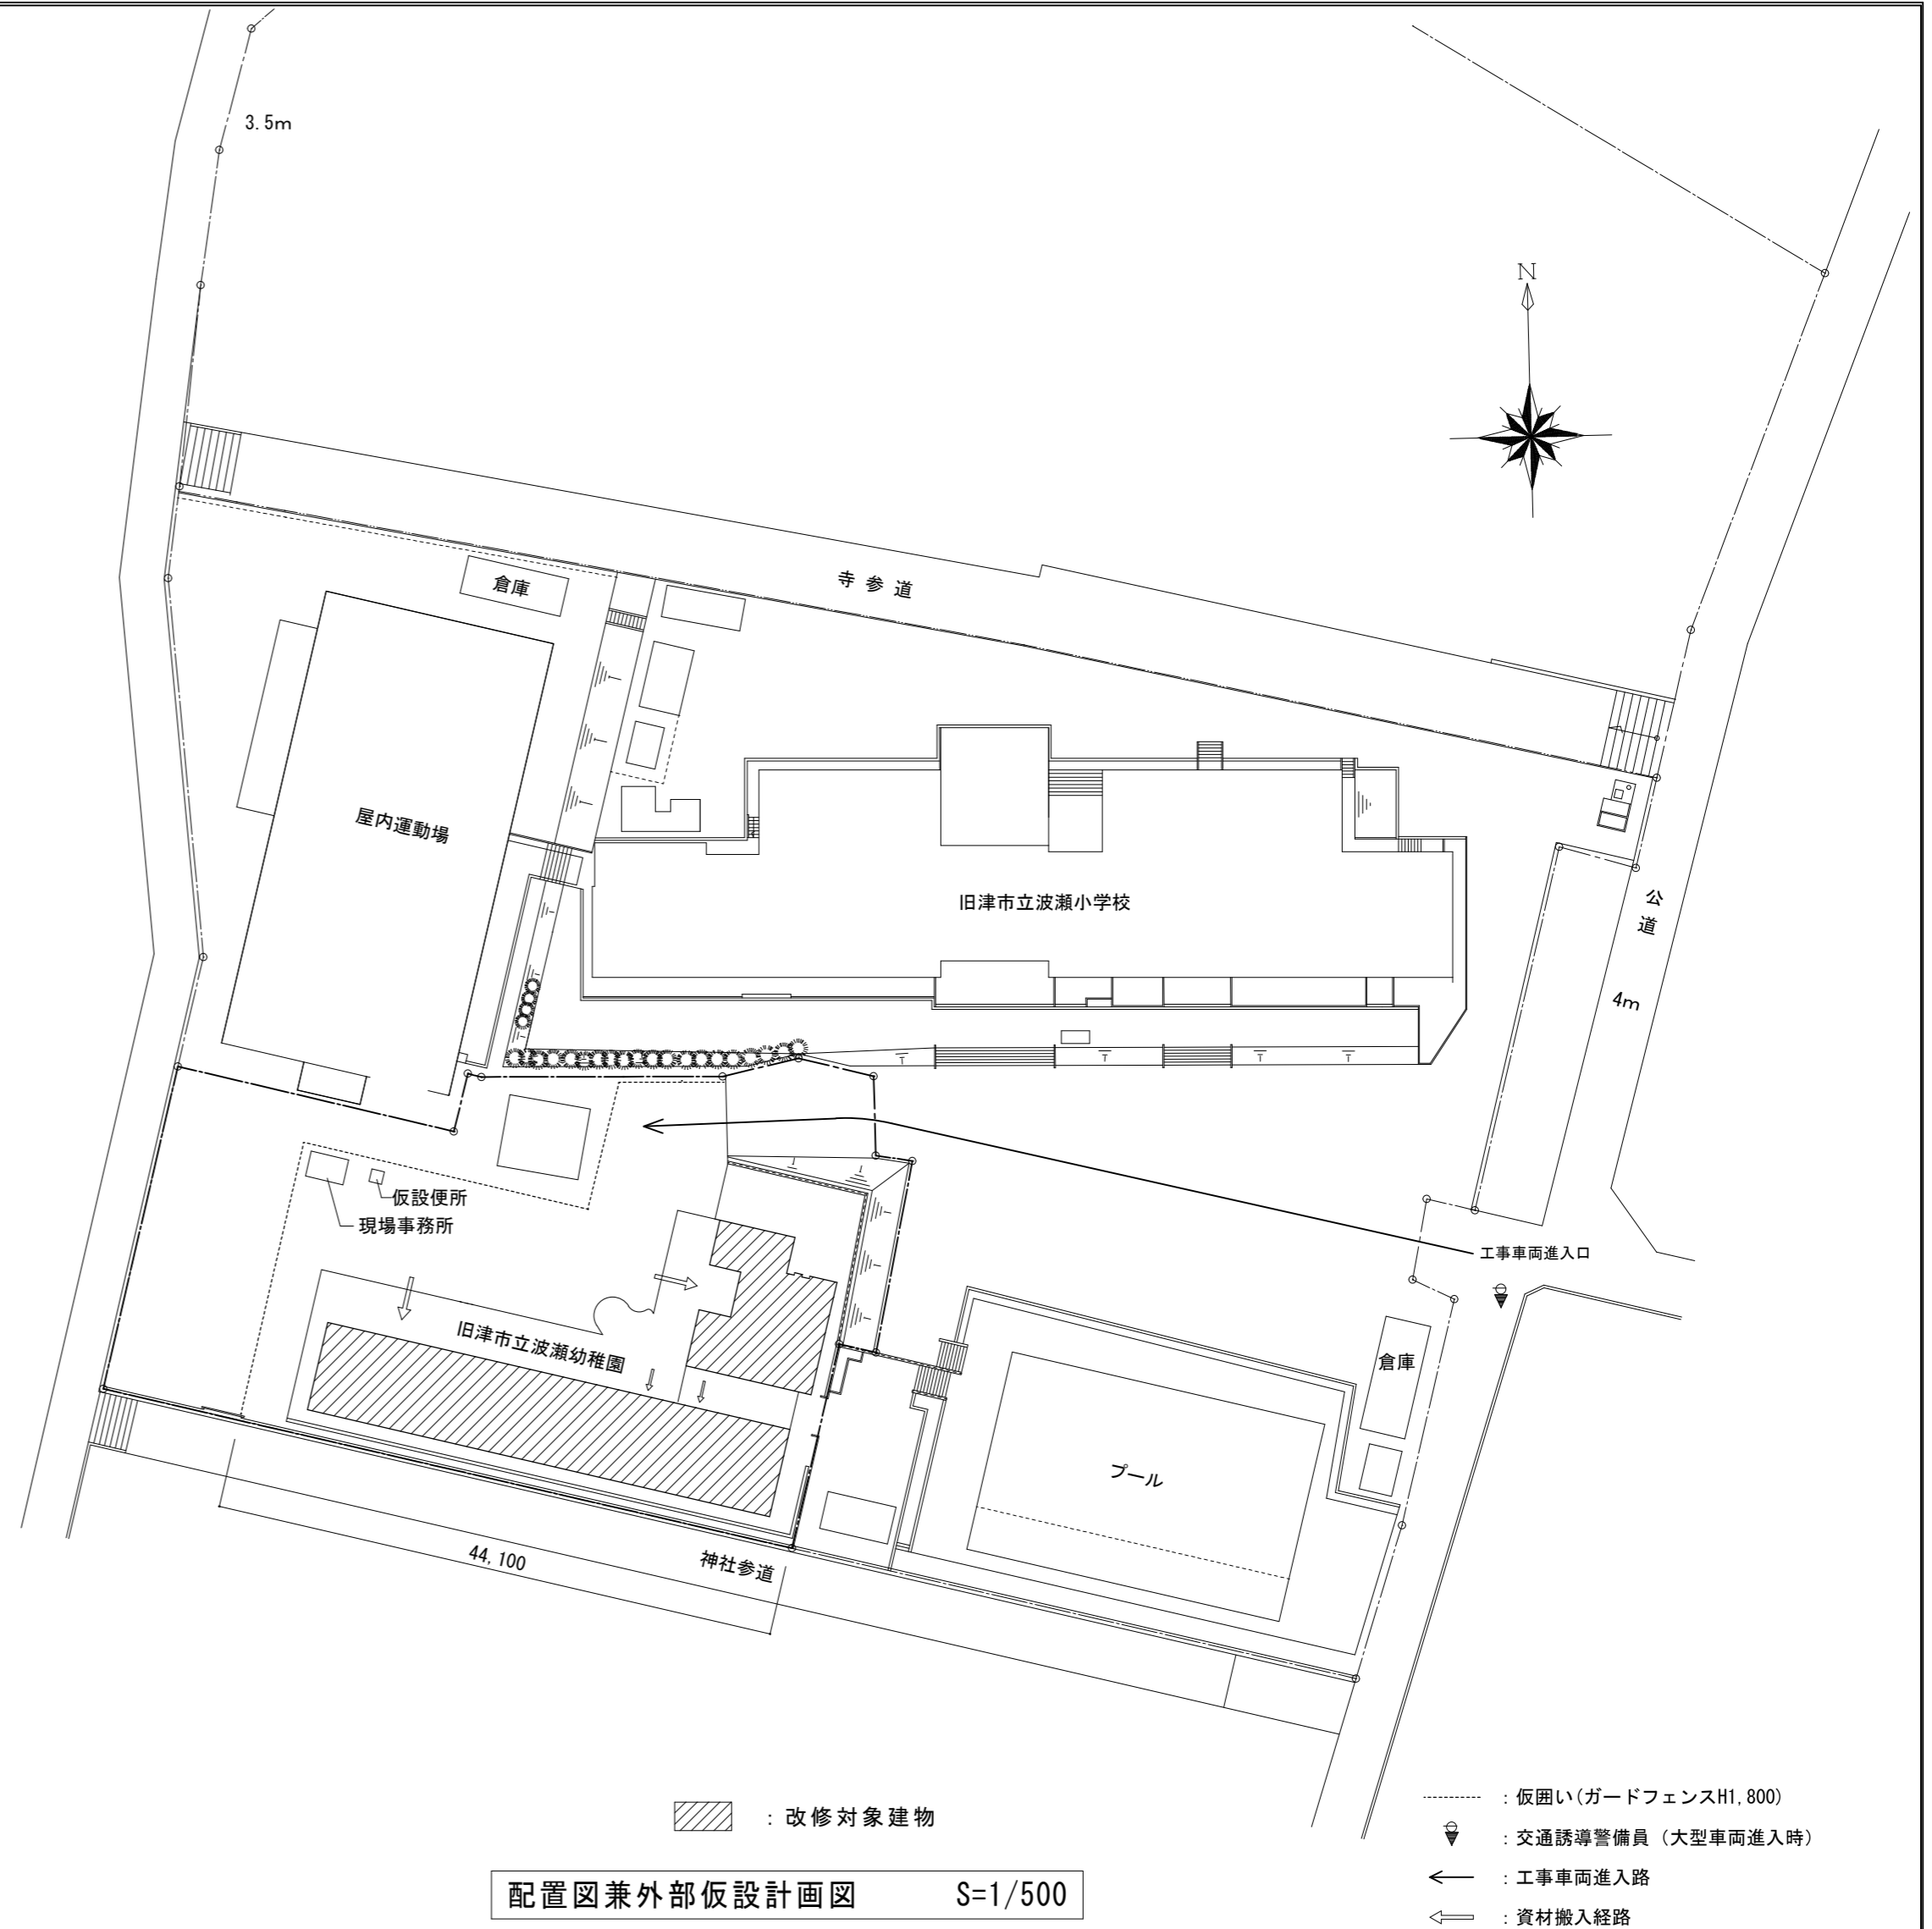 3.5m
N
倉庫
寺参道
屋内運動場
旧津市立波瀬小学校
公道
4m
仮設便所
現場事務所
工事車両進入口
旧津市立波瀬幼稚園
倉庫
プール
44,100
神社参道
：改修対象建物
：仮囲い(ガードフェンスH1,800)
：交通誘導警備員（大型車両進入時）
：工事車両進入路
：資材搬入経路
配置図兼外部仮設計画図 S=1/500